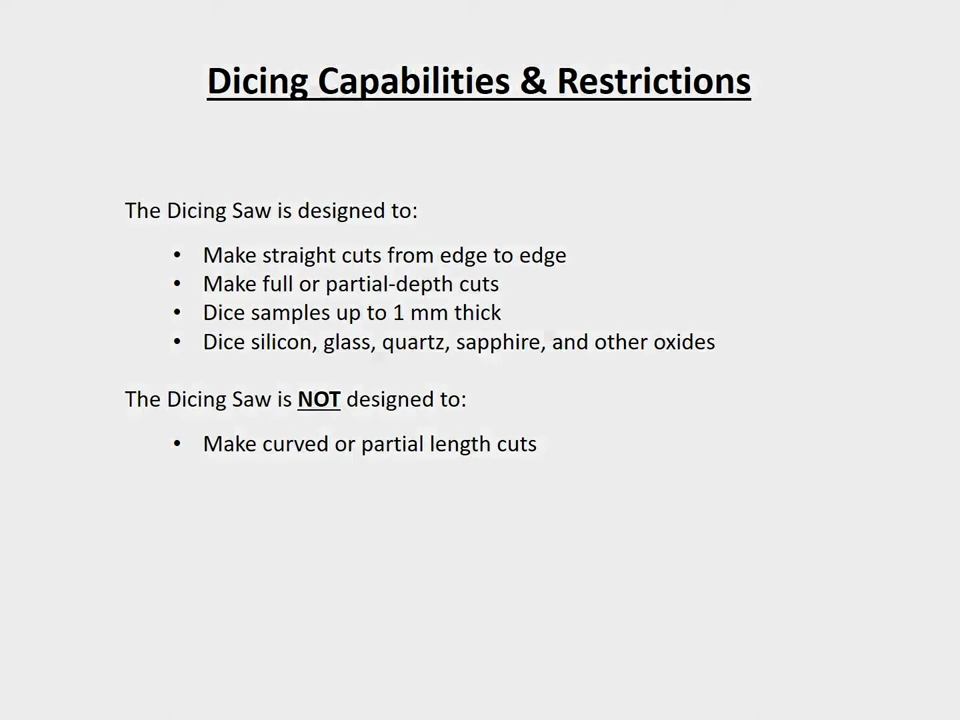 Dicing Capabilities & Restrictions
The Dicing Saw is designed to:
• Make straight cuts from edge to edge
• Make full or partial-depth cuts
• Dice samples up to 1 mm thick
• Dice silicon, glass, quartz, sapphire, and other oxides
The Dicing Saw is NOT designed to:
• Make curved or partial length cuts